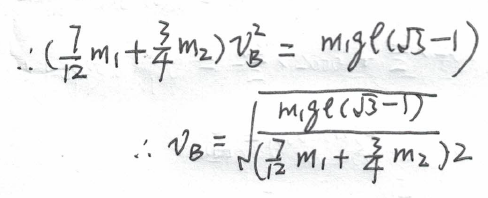 ∴ (7/12 m₁ + 3/4 m₂) v_B² = m₁gl(√3-1)
∴ v_B = √(m₁gl(√3-1) / (7/12 m₁ + 3/4 m₂)2)